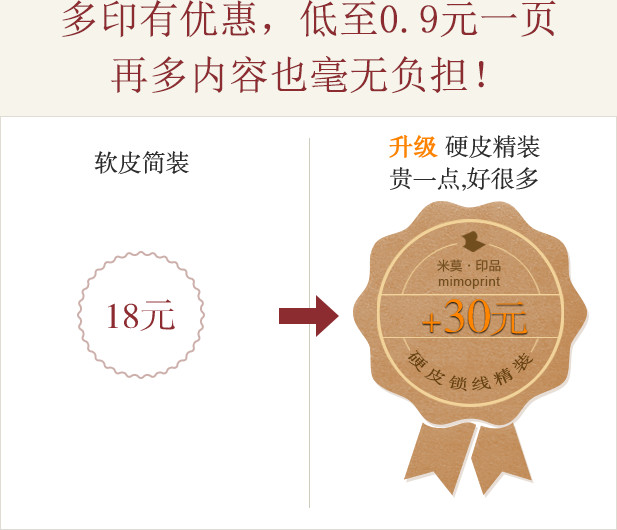 多印有优惠，低至0.9元一页
再多内容也毫无负担！
软皮简装
18元
升级 硬皮精装
贵一点,好很多
米莫·印品
mimoprint
+30元
硬皮锁线精装